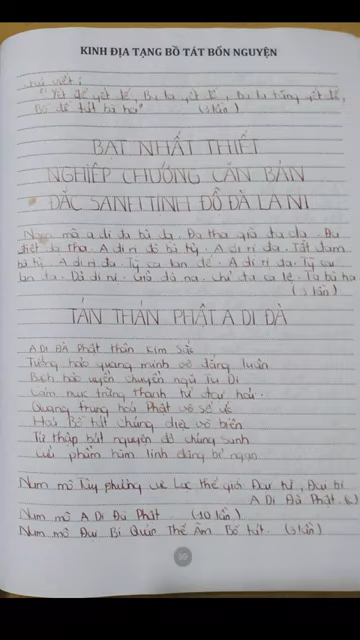 KINH ĐỊA TẠNG BỒ TÁT BỔN NGUYỆN
chú viết:
"Yết đế yết đế, Ba la yết đế, Ba la tăng yết đế,
Bồ đề tát bà ha" (3 lần)
BẠT NHẤT THIẾT
NGHIỆP CHƯỚNG CĂN BẢN
ĐẮC SANH TỊNH ĐỘ ĐÀ LA NI
Nam mô a di đa bà dạ. Đa tha già đa dạ. Đa
điệt dạ tha. A di rị đô bà tỳ. A di rị đa. Tất đam
bà tỳ. A di rị đa. Tỳ ca lan đế. A di rị đa. Tỳ ca
lan đa. Dà di nị. Già già na. Chỉ đa ca lệ. Ta bà ha
(3 lần)
TÁN THÁN PHẬT A DI ĐÀ
A Di Đà Phật thân kim sắc
Tướng hảo quang minh vô đẳng luân
Bạch hào uyển chuyển ngũ Tu Di
Cám mục trừng thanh tứ đại hải
Quang trung hoá Phật vô số ức
Hoá Bồ tát chúng diệc vô biên
Tứ thập bát nguyện độ chúng sanh
Cửu phẩm hàm linh đăng bỉ ngạn
Nam mô Tây phương cực Lạc thế giới Đại từ, Đại bi
A Di Đà Phật.
Nam mô A Di Đà Phật (10 lần)
Nam mô Đại Bi Quán Thế Âm Bồ tát. (3 lần)